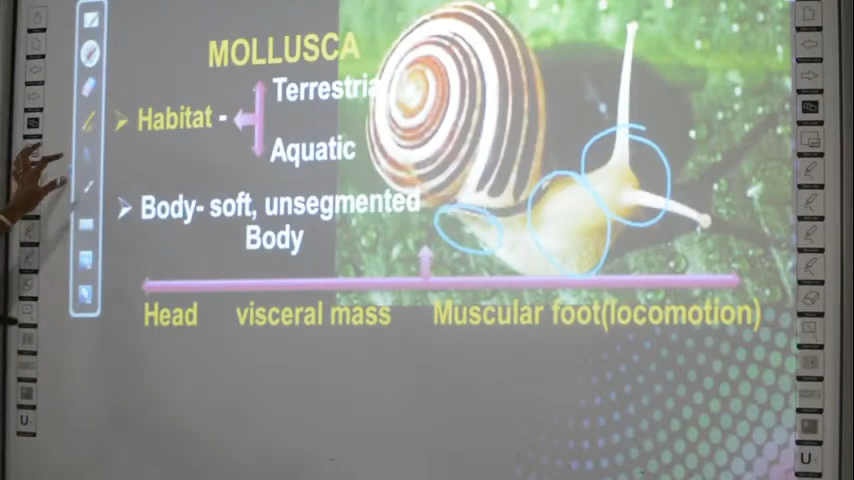 MOLLUSCA
Terrestria
➢ Habitat -
Aquatic
➢ Body- soft, unsegmented
Body
Head visceral mass Muscular foot(locomotion)
U
U